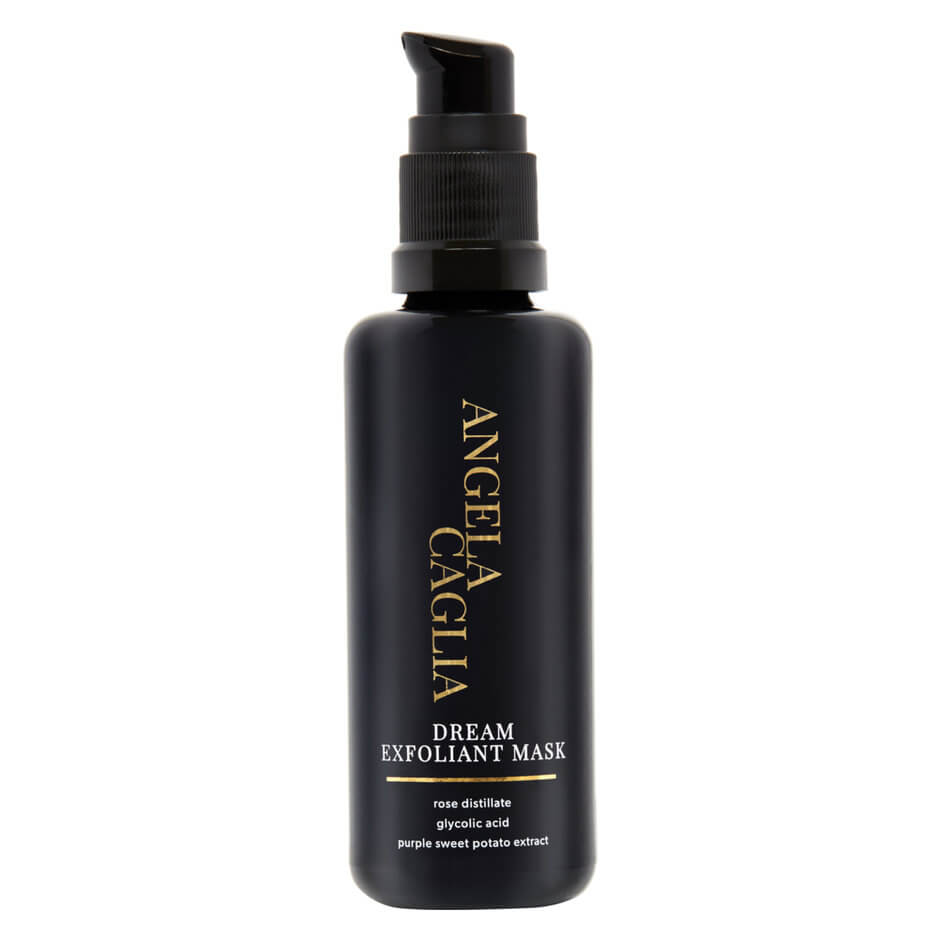 ANGELA
CAGLIA
DREAM
EXFOLIANT MASK
rose distillate
glycolic acid
purple sweet potato extract